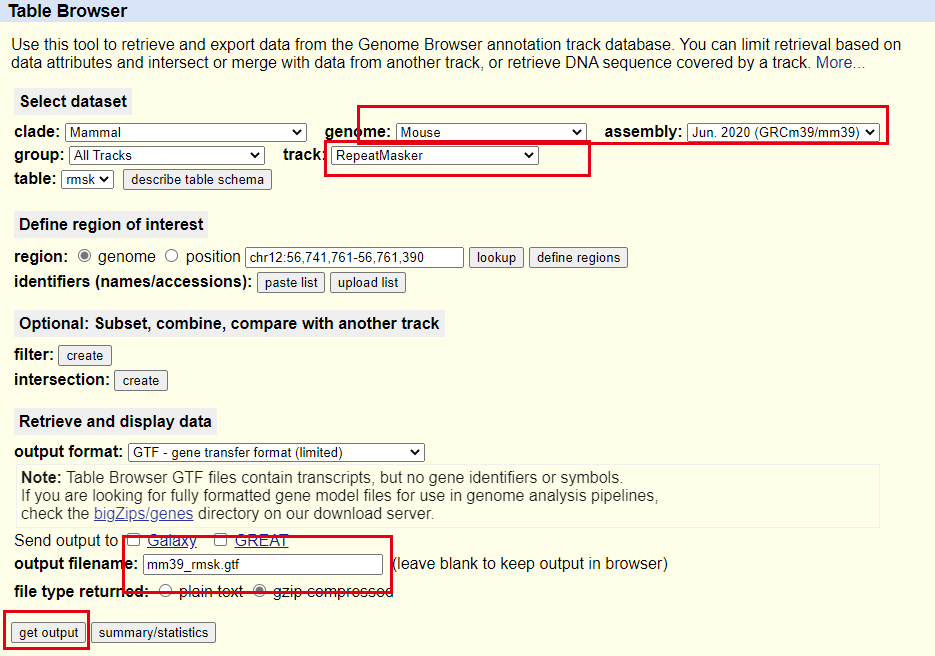 Table Browser
Use this tool to retrieve and export data from the Genome Browser annotation track database. You can limit retrieval based on
data attributes and intersect or merge with data from another track, or retrieve DNA sequence covered by a track. More...
Select dataset
clade: Mammal genome: Mouse assembly: Jun. 2020 (GRCm39/mm39)
group: All Tracks track: RepeatMasker
table: rmsk describe table schema
Define region of interest
region: genome position chr12:56,741,761-56,761,390 lookup define regions
identifiers (names/accessions): paste list upload list
Optional: Subset, combine, compare with another track
filter: create
intersection: create
Retrieve and display data
output format: GTF - gene transfer format (limited)
Note: Table Browser GTF files contain transcripts, but no gene identifiers or symbols.
If you are looking for fully formatted gene model files for use in genome analysis pipelines,
check the bigZips/genes directory on our download server.
Send output to Galaxy GREAT
output filename: mm39_rmsk.gtf (leave blank to keep output in browser)
file type returned: plain text gzip compressed
get output summary/statistics